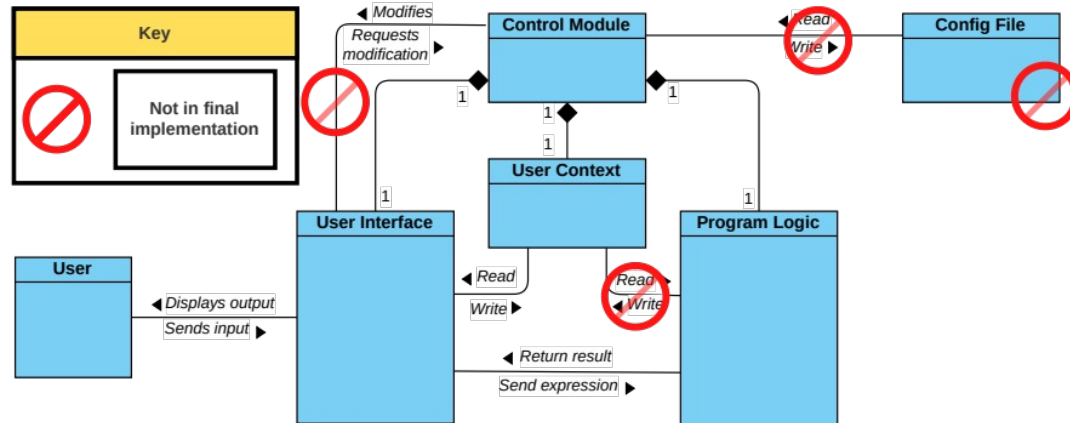 Key
Not in final
implementation
Modifies
Requests
modification
Control Module
Read
Write
Config File
1
1
1
1
User Context
1
1
User Interface
Program Logic
User
Displays output
Sends input
Read
Write
Read
Write
Return result
Send expression